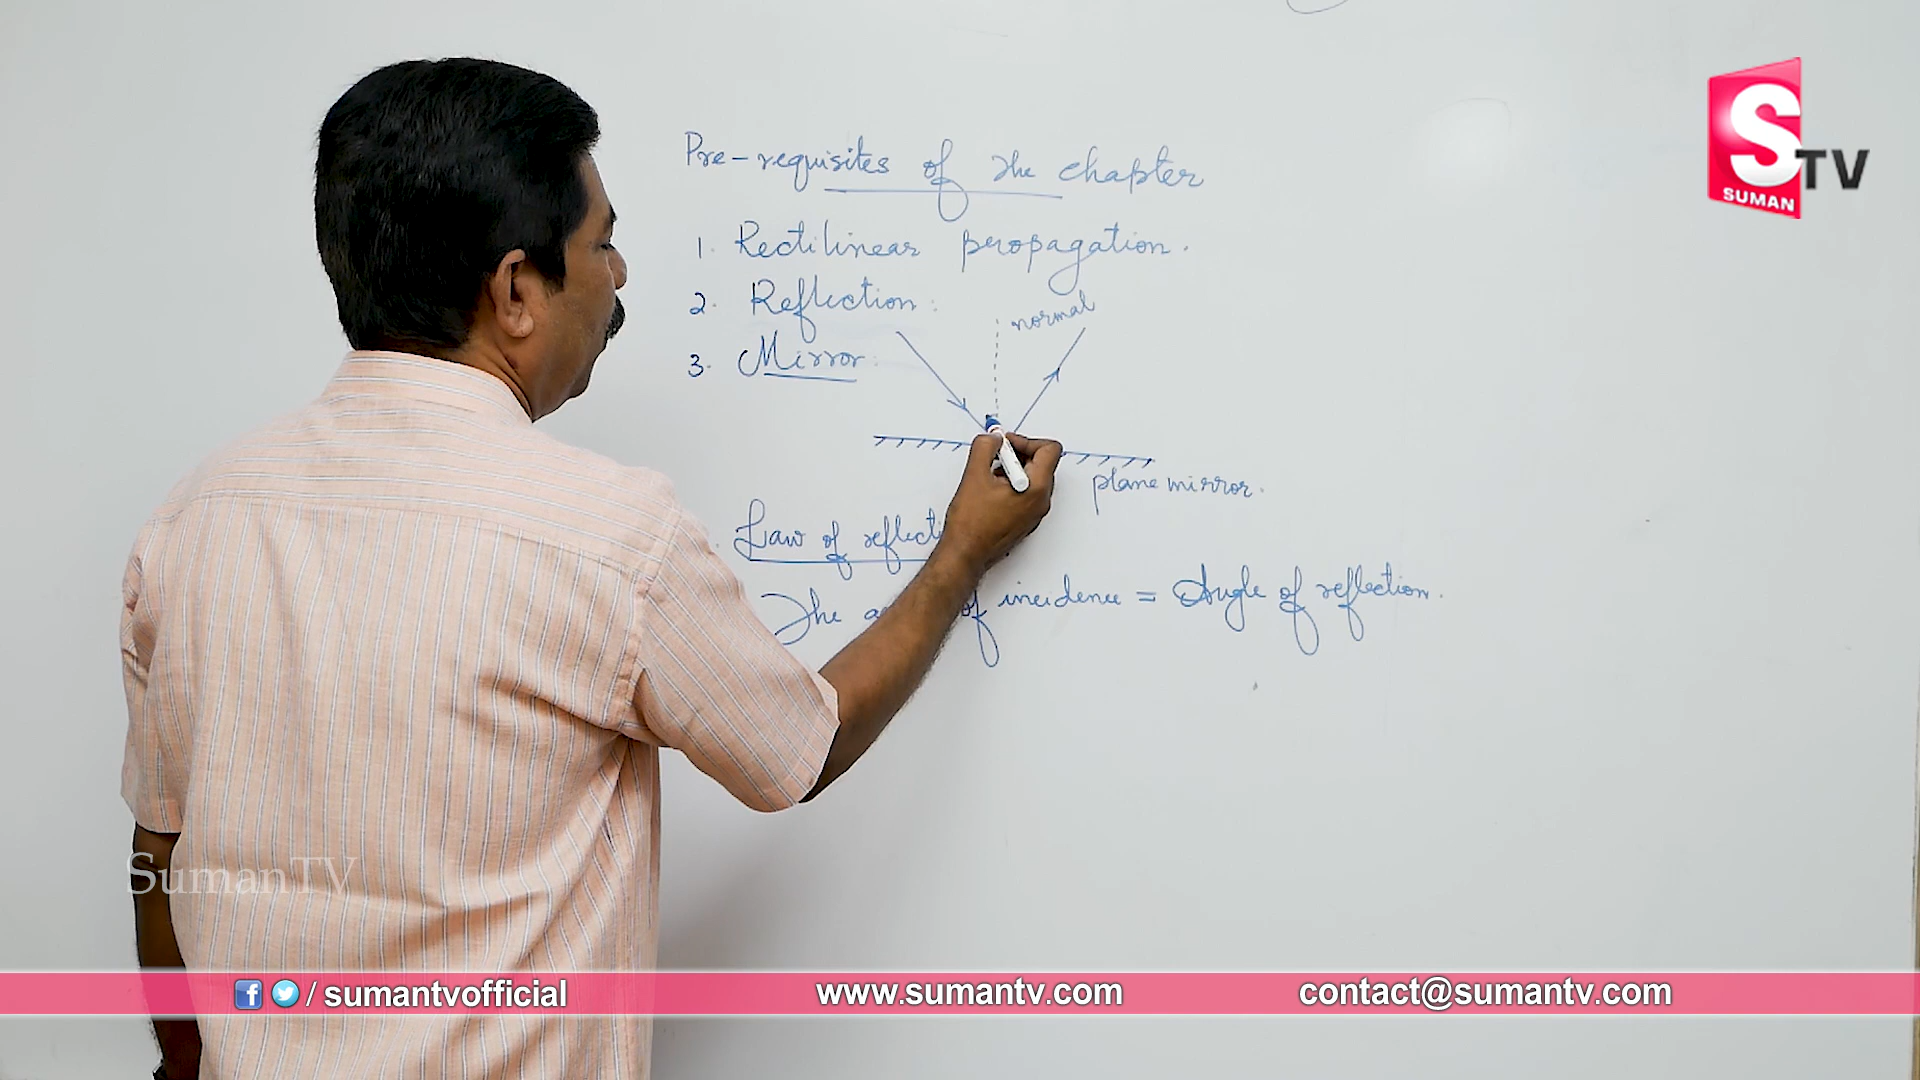 Pre-requisites of the chapter
1. Rectilinear propagation.
2. Reflection:
normal
3. Mirror:
plane mirror.
Law of
The of incidence = Angle of reflection.
S TV
SUMAN
SumanTV
/ sumantvofficial
www.sumantv.com
contact@sumantv.com